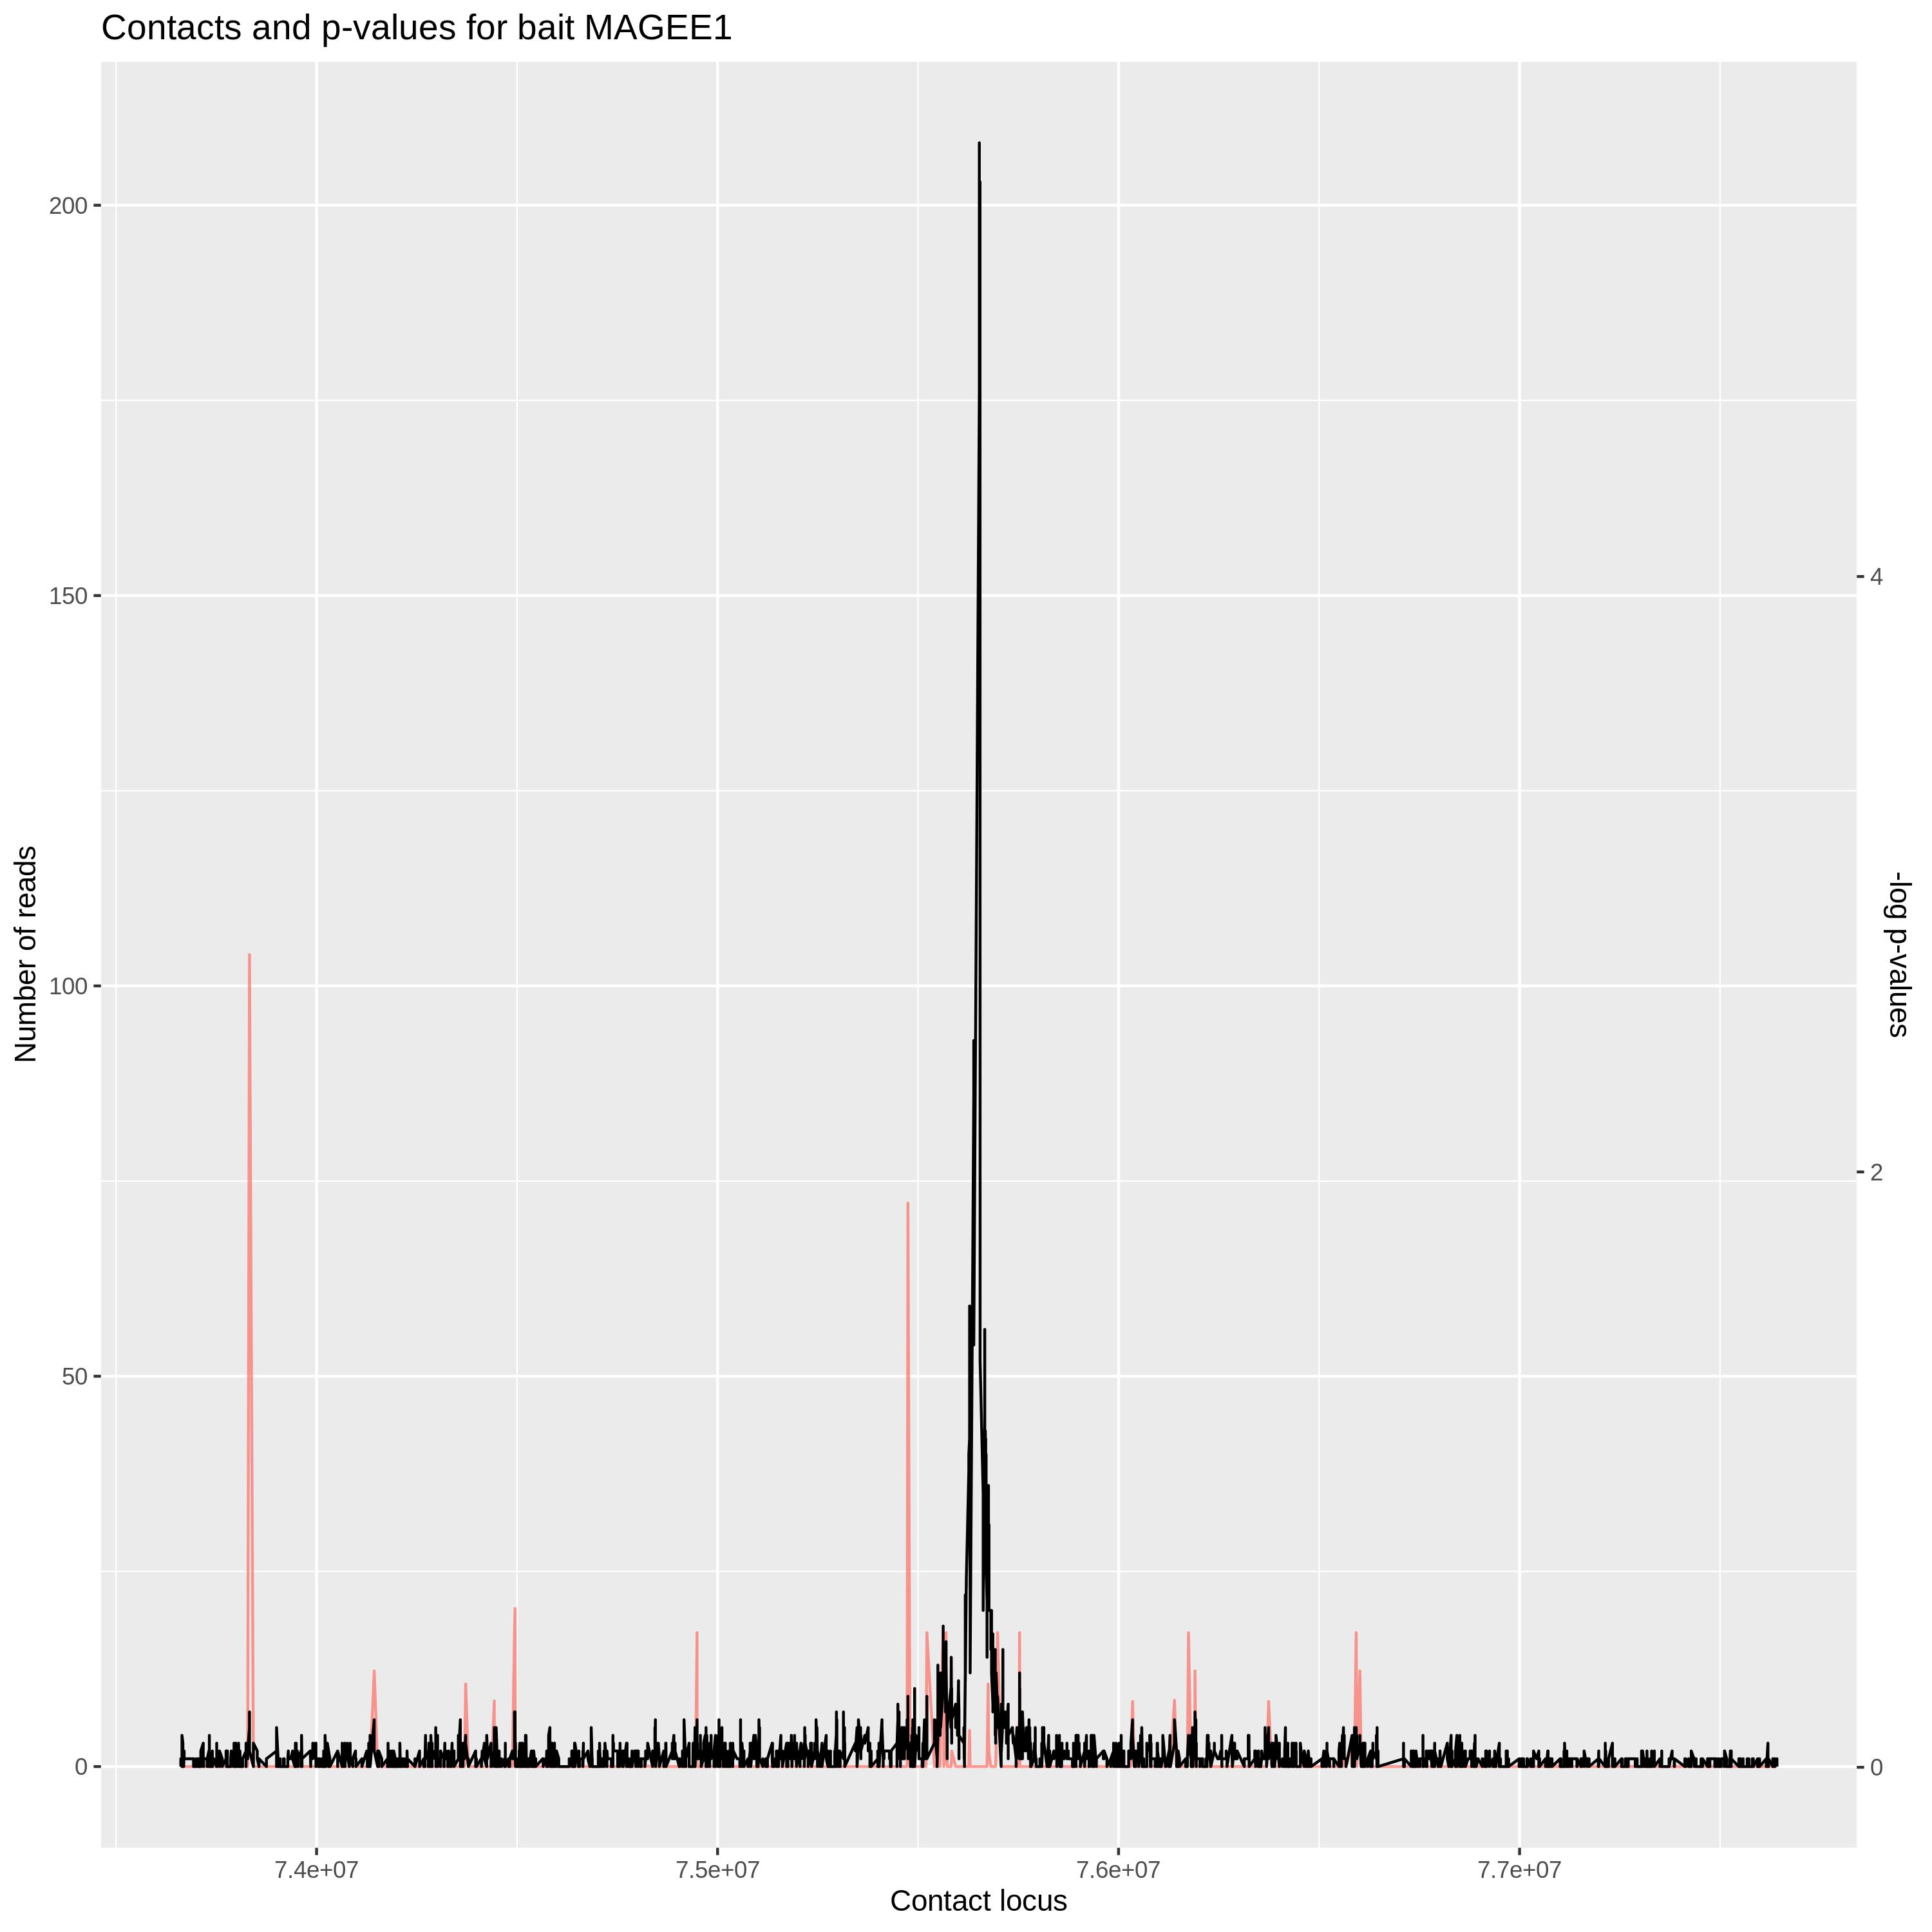 Contacts and p-values for bait MAGEE1
200
150
100
50
0
4
2
0
Number of reads
-log p-values
7.4e+07 7.5e+07 7.6e+07 7.7e+07
Contact locus